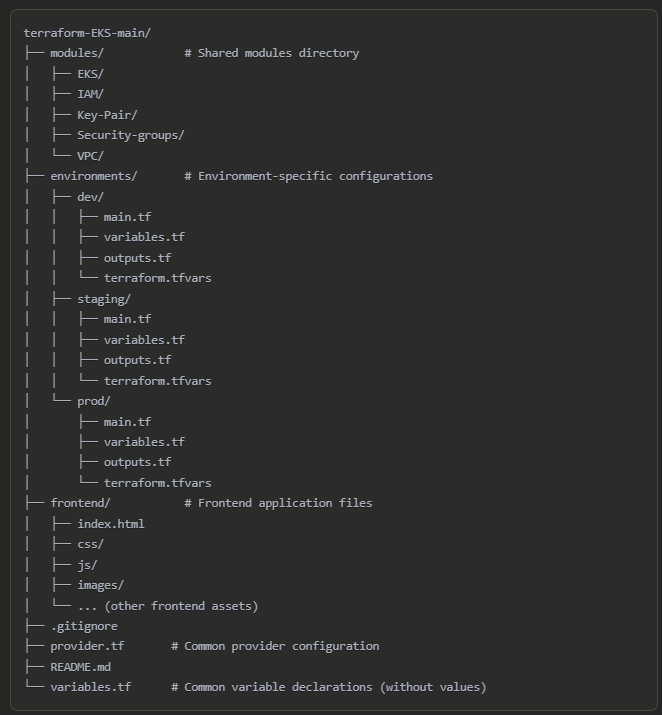 terraform-EKS-main/
├── modules/            # Shared modules directory
│   ├── EKS/
│   ├── IAM/
│   ├── Key-Pair/
│   ├── Security-groups/
│   └── VPC/
├── environments/       # Environment-specific configurations
│   ├── dev/
│   │   ├── main.tf
│   │   ├── variables.tf
│   │   ├── outputs.tf
│   │   └── terraform.tfvars
│   ├── staging/
│   │   ├── main.tf
│   │   ├── variables.tf
│   │   ├── outputs.tf
│   │   └── terraform.tfvars
│   └── prod/
│       ├── main.tf
│       ├── variables.tf
│       ├── outputs.tf
│       └── terraform.tfvars
├── frontend/           # Frontend application files
│   ├── index.html
│   ├── css/
│   ├── js/
│   ├── images/
│   └── ... (other frontend assets)
├── .gitignore
├── provider.tf       # Common provider configuration
├── README.md
└── variables.tf      # Common variable declarations (without values)